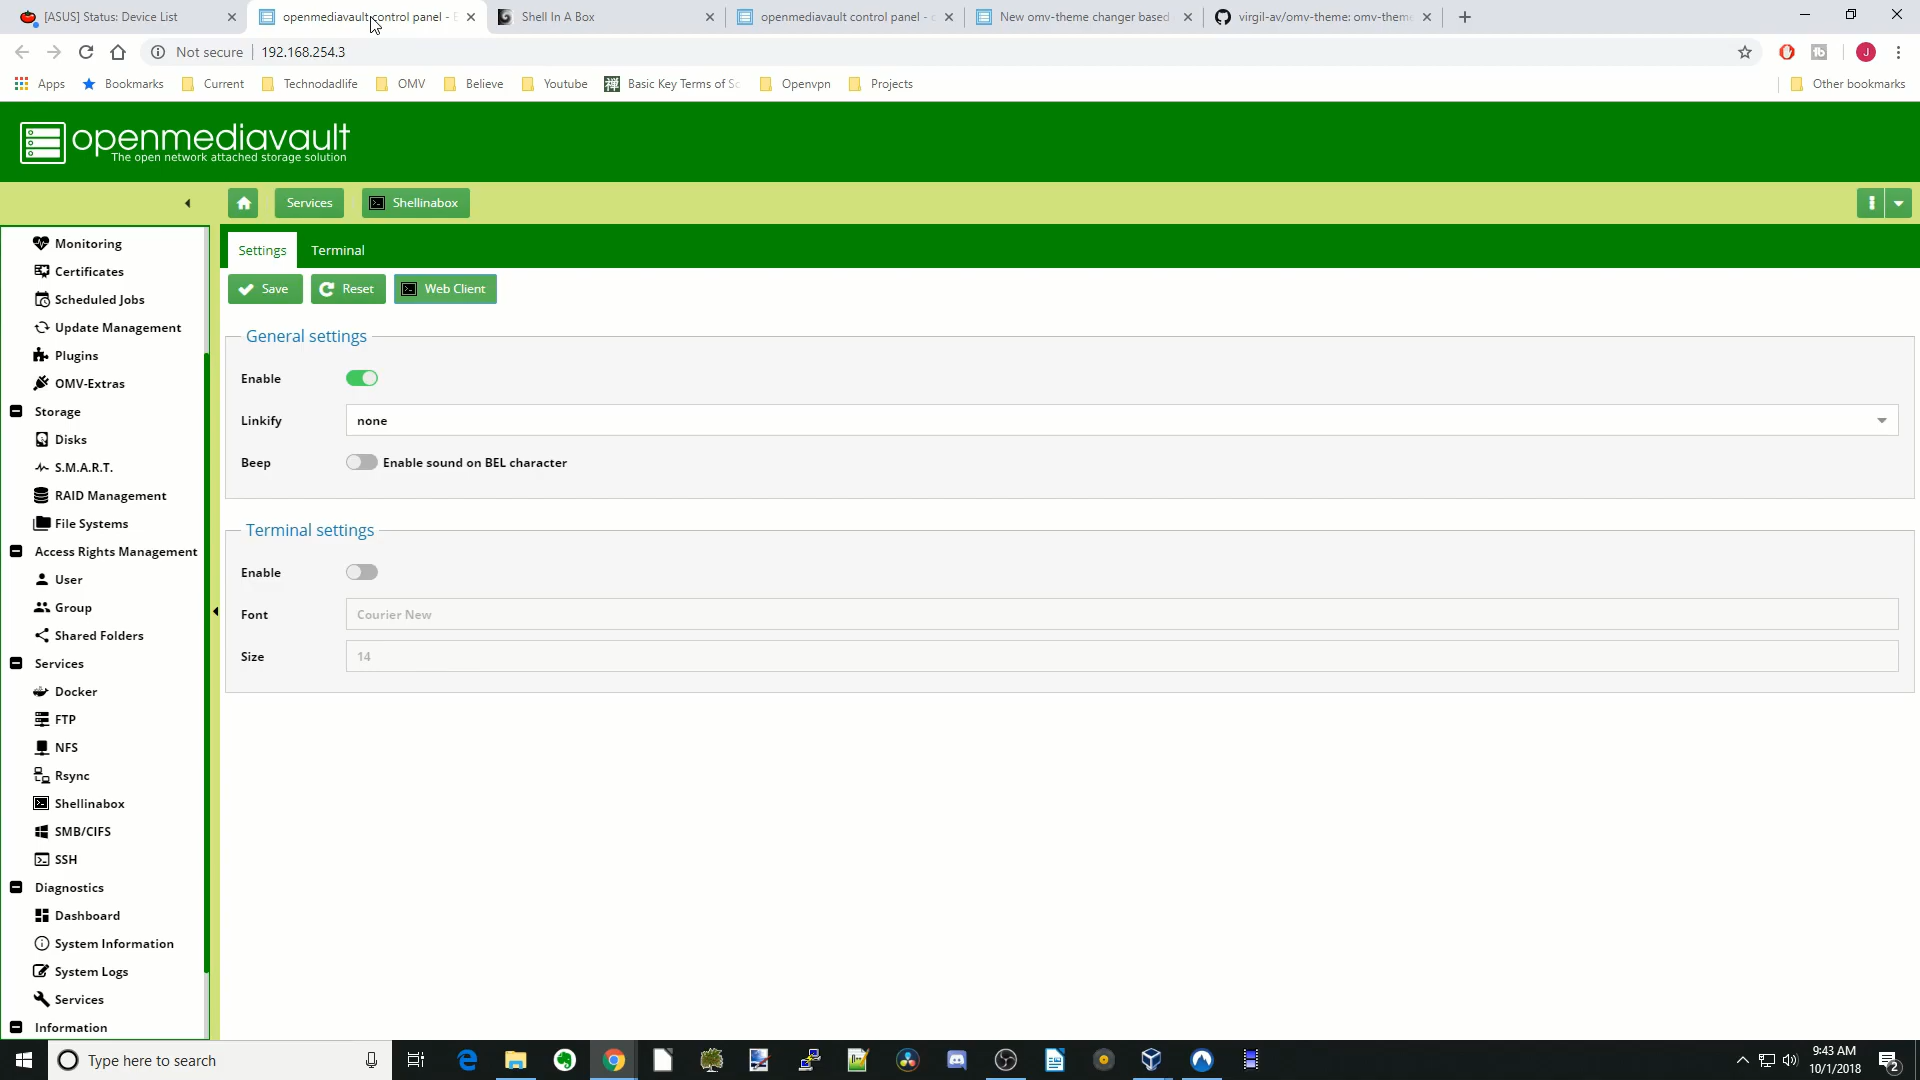 [ASUS] Status: Device List
openmediavault control panel - E
Shell In A Box
openmediavault control panel - c
New omv-theme changer based
virgil-av/omv-theme: omv-theme
Not secure
192.168.254.3
Apps
Bookmarks
Current
Technodadlife
OMV
Believe
Youtube
Basic Key Terms of Sc
Openvpn
Projects
Other bookmarks
openmediavault
The open network attached storage solution
Services
Shellinabox
Settings
Terminal
Save
Reset
Web Client
Monitoring
Certificates
Scheduled Jobs
Update Management
Plugins
OMV-Extras
Storage
Disks
S.M.A.R.T.
RAID Management
File Systems
Access Rights Management
User
Group
Shared Folders
Services
Docker
FTP
NFS
Rsync
Shellinabox
SMB/CIFS
SSH
Diagnostics
Dashboard
System Information
System Logs
Services
Information
General settings
Enable
Linkify
none
Beep
Enable sound on BEL character
Terminal settings
Enable
Font
Courier New
Size
14
Type here to search
9:43 AM
10/1/2018
2